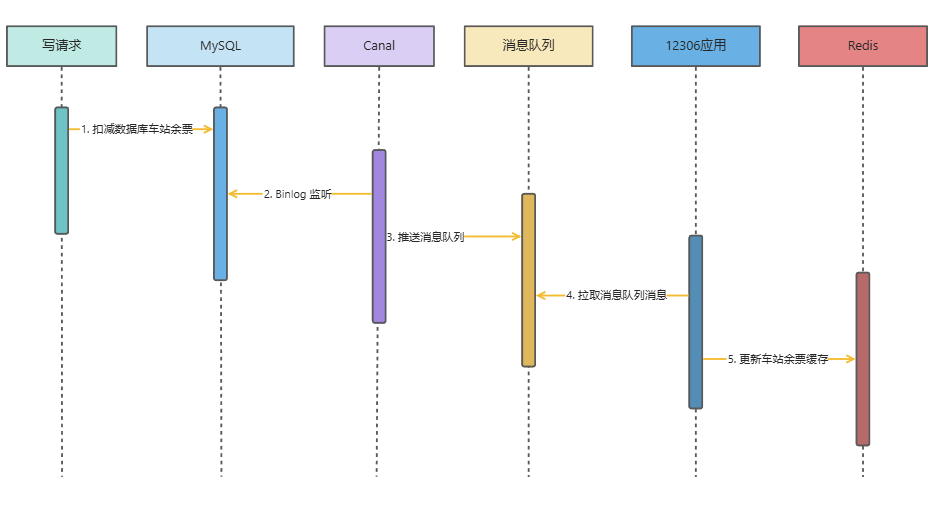 写请求
MySQL
Canal
消息队列
12306应用
Redis
1. 扣减数据库车站余票
2. Binlog 监听
3. 推送消息队列
4. 拉取消息队列消息
5. 更新车站余票缓存